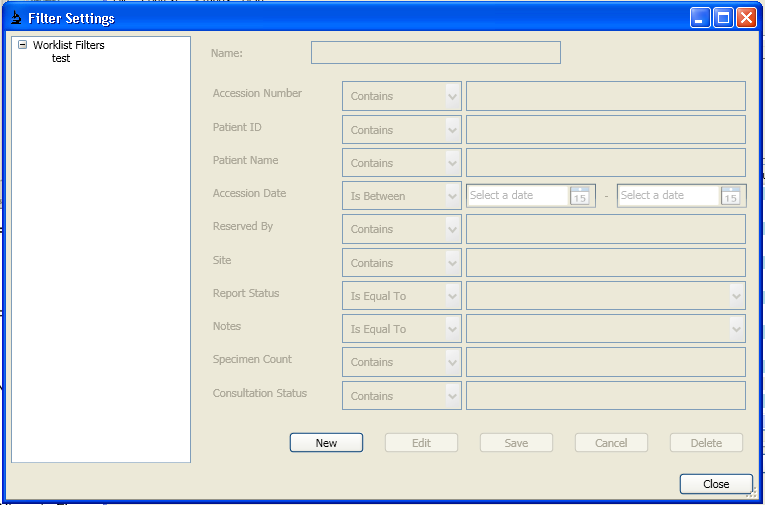 Filter Settings
Worklist Filters
test
Name:
Accession Number Contains
Patient ID Contains
Patient Name Contains
Accession Date Is Between Select a date 15 - Select a date 15
Reserved By Contains
Site Contains
Report Status Is Equal To
Notes Is Equal To
Specimen Count Contains
Consultation Status Contains
New Edit Save Cancel Delete
Close